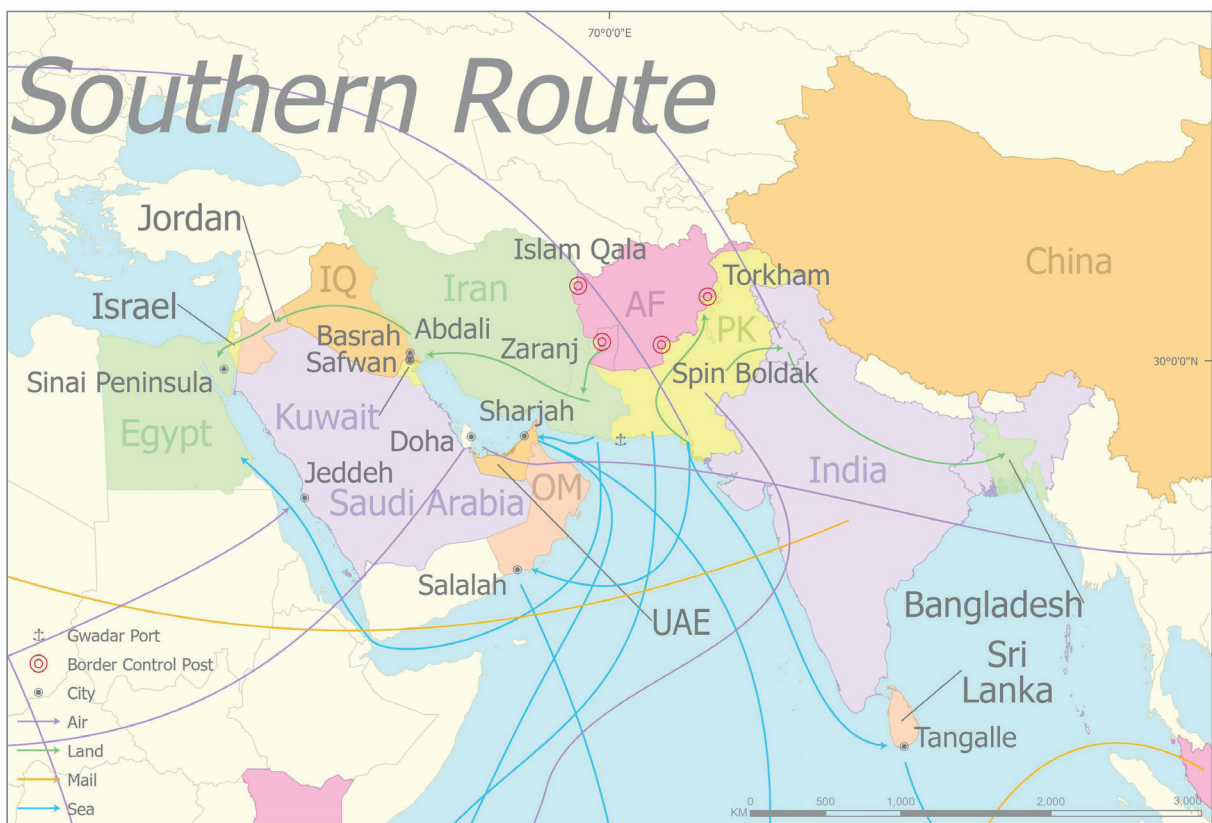 70°0'0"E
Southern Route
Jordan
Islam Qala
Torkham
China
IQ
Iran
AF
Israel
PK
Basrah
Abdali
Safwan
Zaranj
30°0'0"N
Sinai Peninsula
Spin Boldak
Kuwait
Sharjah
Egypt
Doha
India
Jeddeh
Saudi Arabia
OM
Salalah
UAE
Bangladesh
Sri
Lanka
Tangalle
Gwadar Port
Border Control Post
City
Air
Land
Mail
Sea
KM
0 500 1,000 2,000 3,000